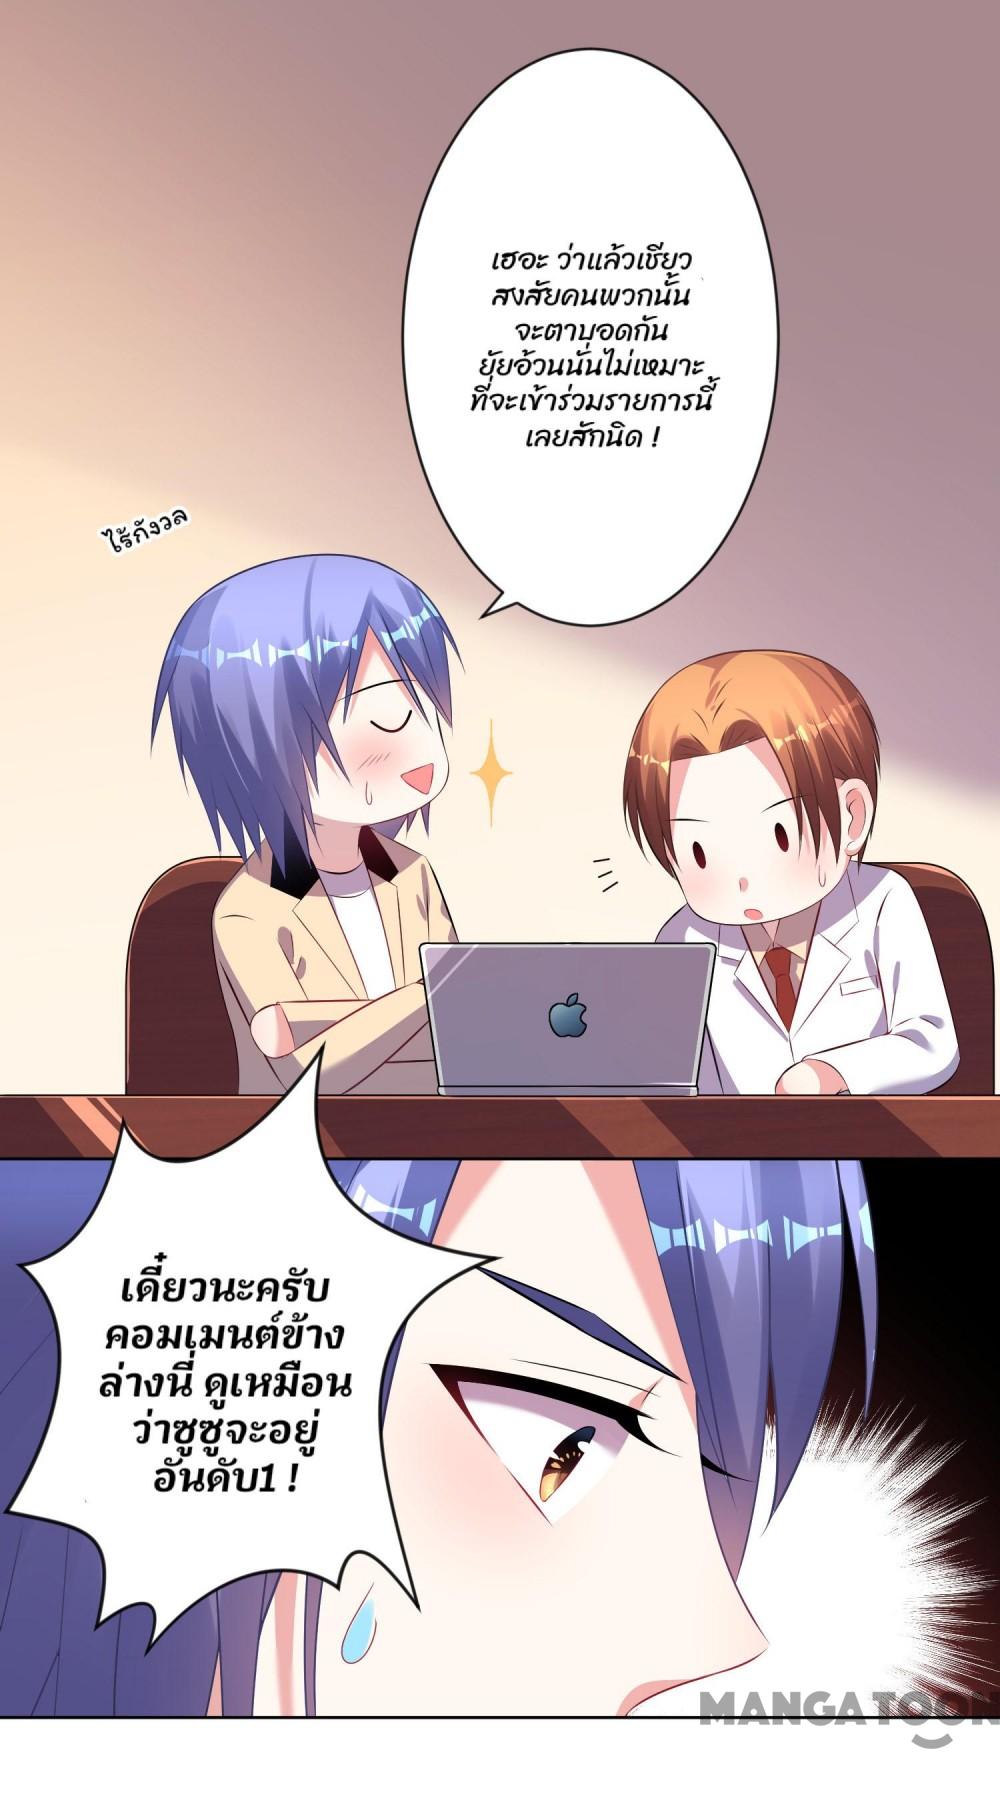 เฮอะ ว่าแล้วเชียว
สงสัยคนพวกนั้น
จะตาบอดกัน
ยัยอ้วนนั่นไม่เหมาะ
ที่จะเข้าร่วมรายการนี้
เลยสักนิด !
ไร้กังวล
เดี๋ยวนะครับ
คอมเมนต์ข้าง
ล่างนี่ ดูเหมือน
ว่าซูซูจะอยู่
อันดับ1 !
MANGATOON